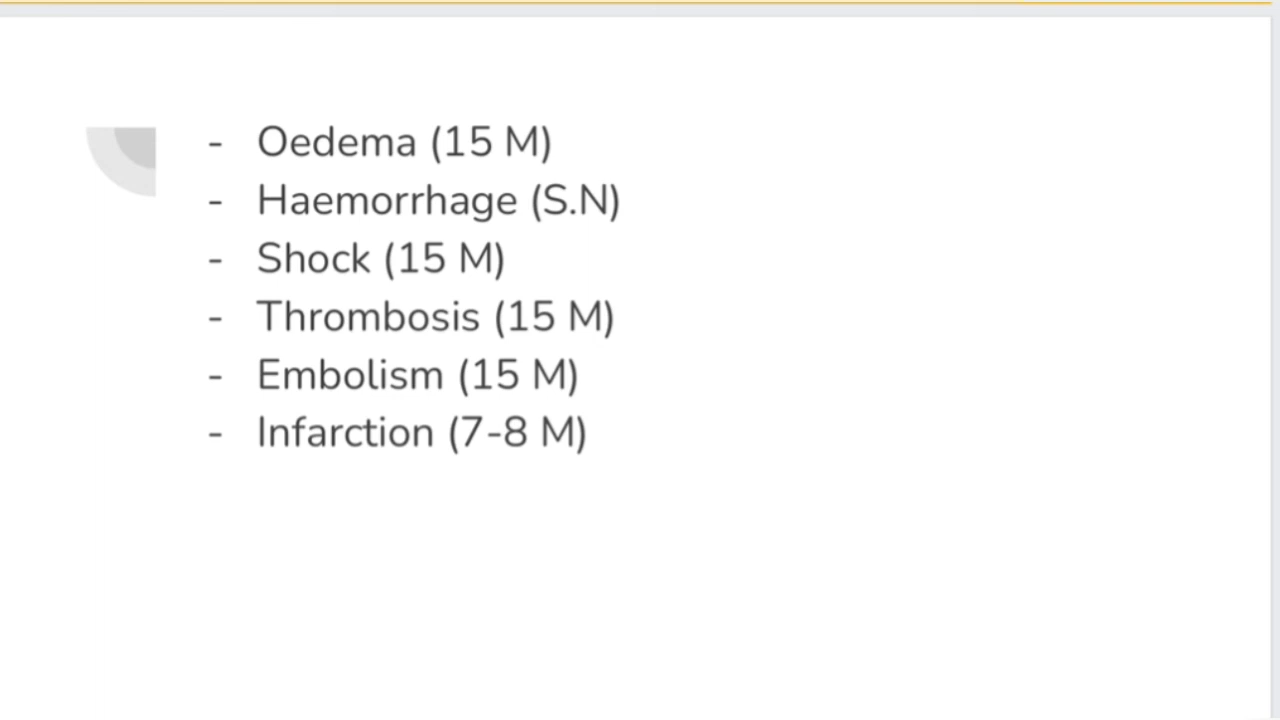 - Oedema (15 M)
- Haemorrhage (S.N)
- Shock (15 M)
- Thrombosis (15 M)
- Embolism (15 M)
- Infarction (7-8 M)